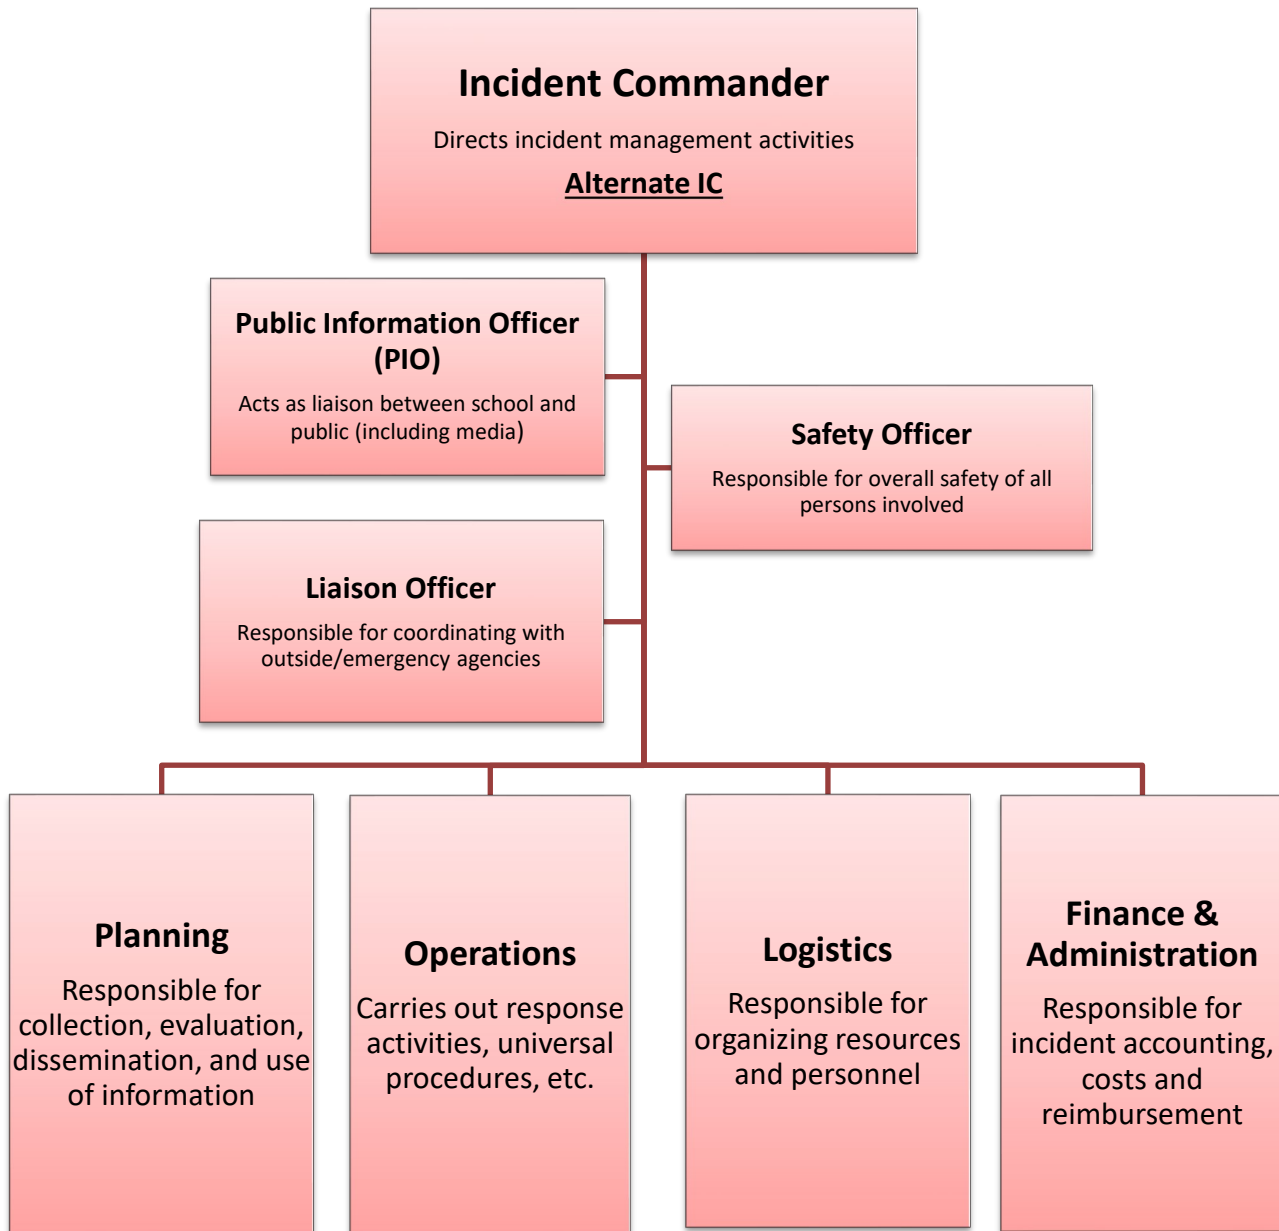 Incident Commander
Directs incident management activities
Alternate IC
Public Information Officer
(PIO)
Acts as liaison between school and
public (including media)
Safety Officer
Responsible for overall safety of all
persons involved
Liaison Officer
Responsible for coordinating with
outside/emergency agencies
Planning
Responsible for
collection, evaluation,
dissemination, and use
of information
Operations
Carries out response
activities, universal
procedures, etc.
Logistics
Responsible for
organizing resources
and personnel
Finance &
Administration
Responsible for
incident accounting,
costs and
reimbursement